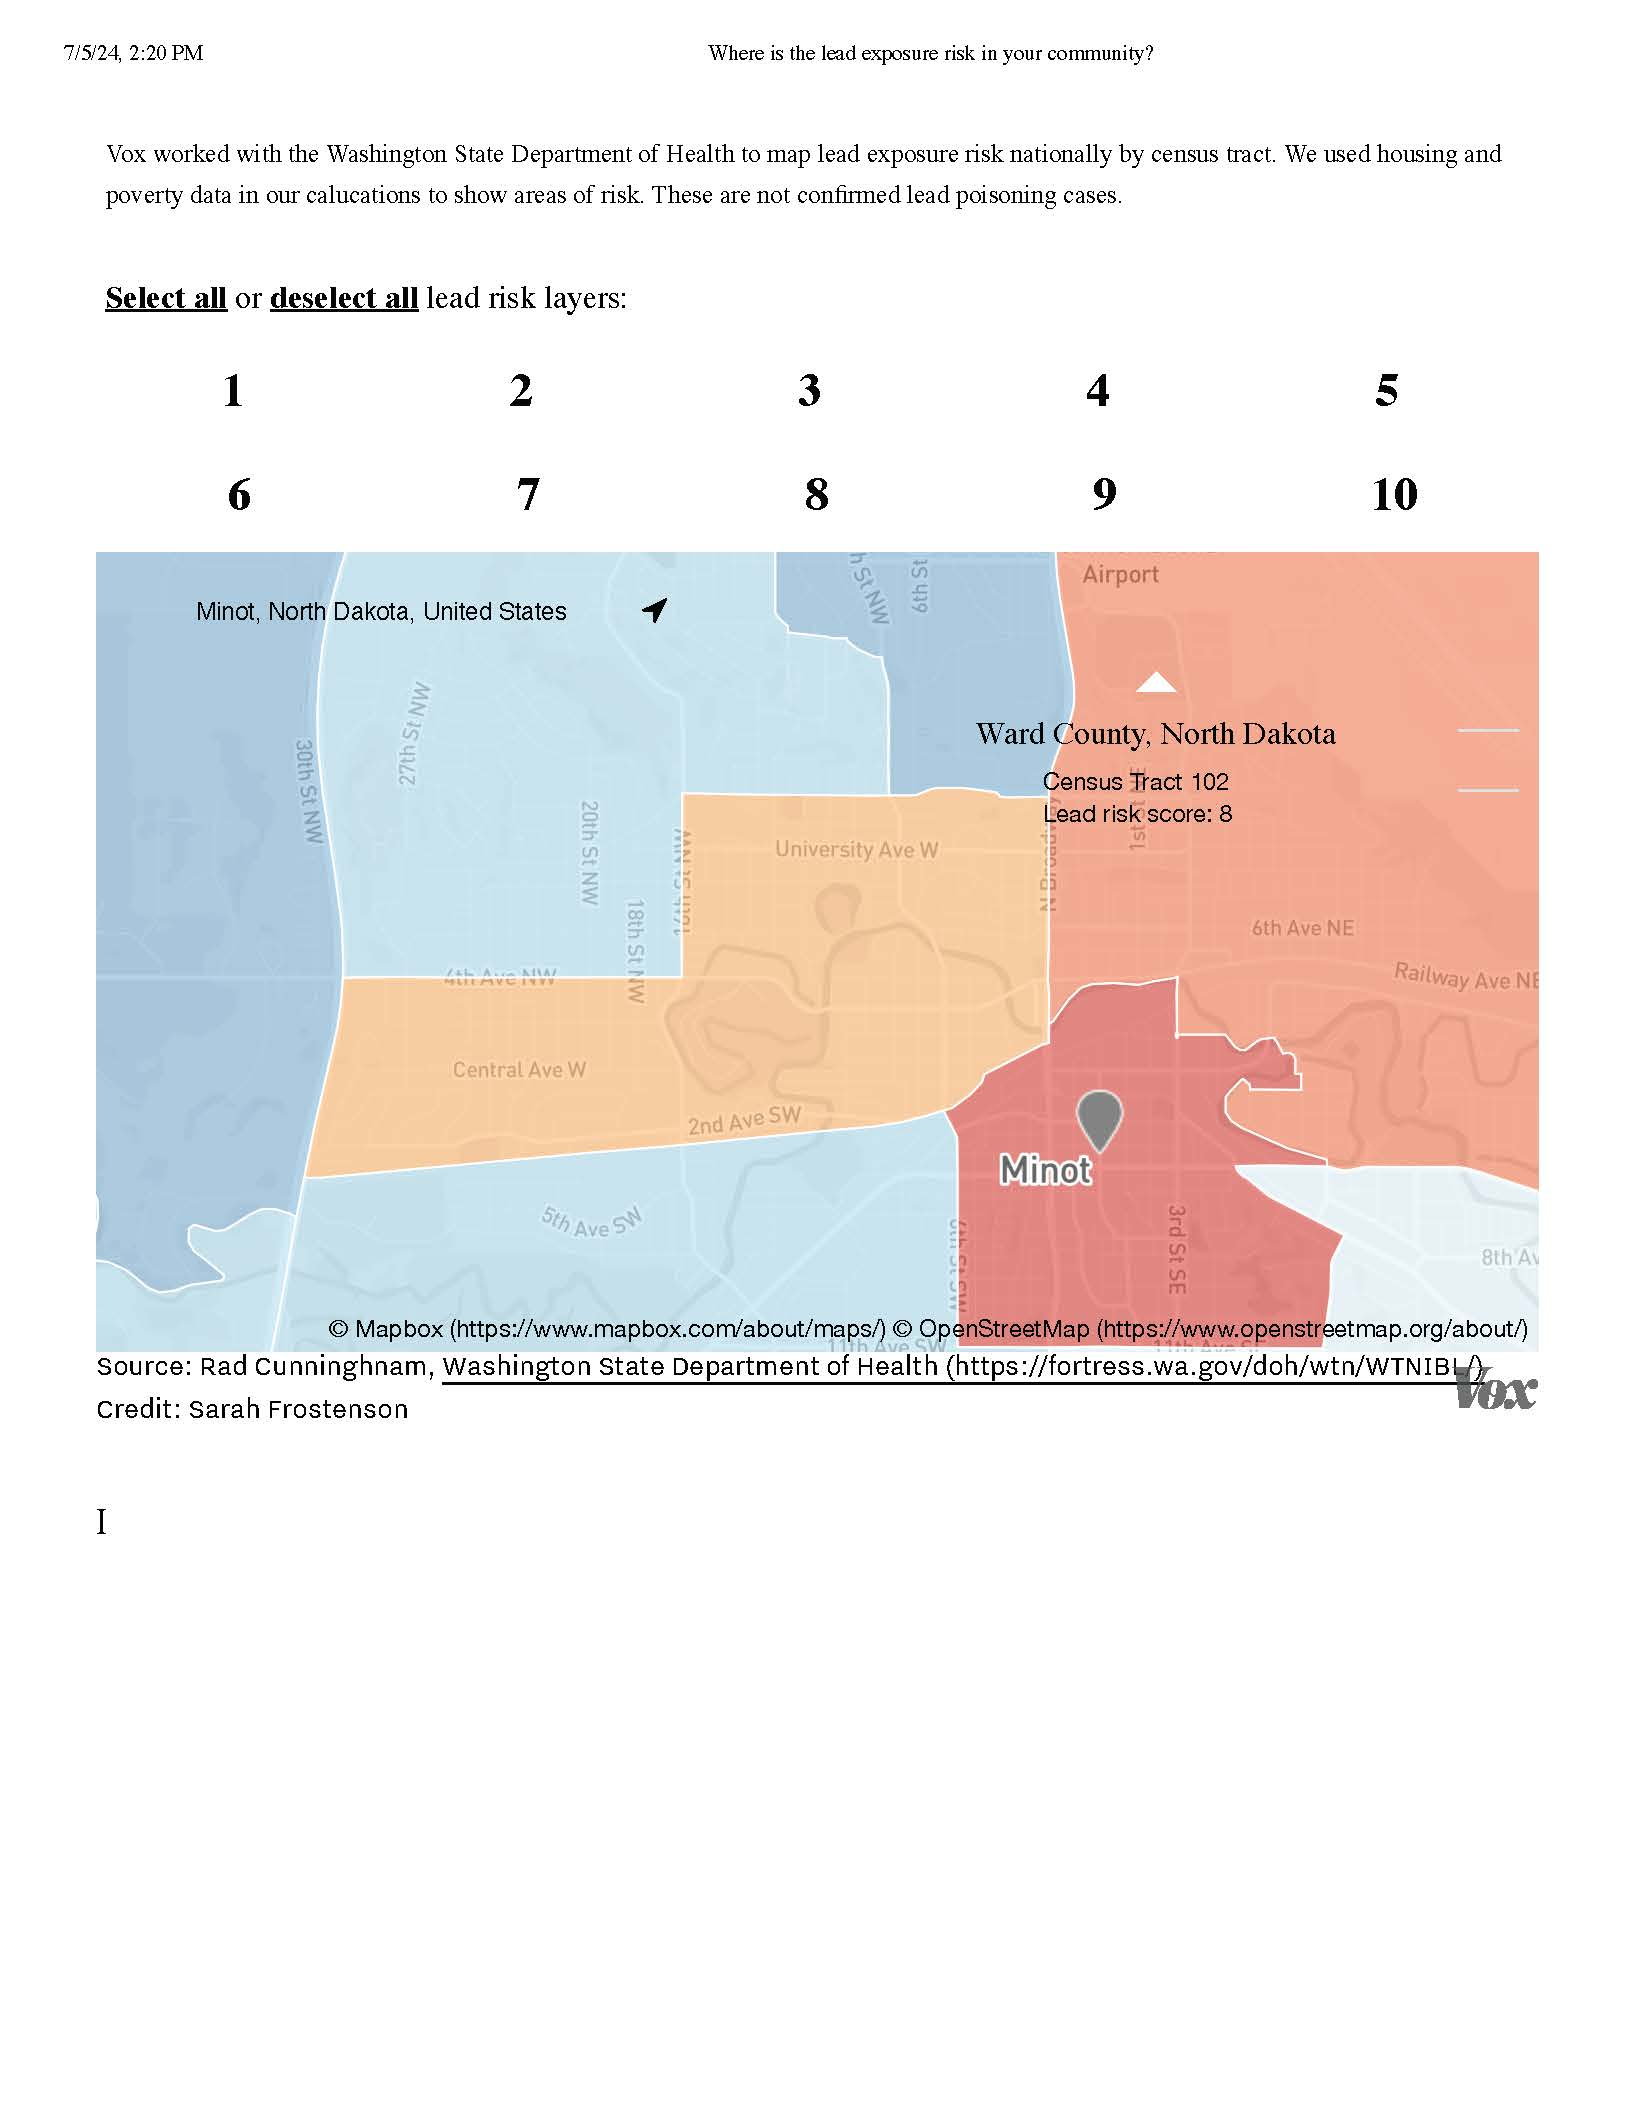 7/5/24, 2:20 PM
Where is the lead exposure risk in your community?
Vox worked with the Washington State Department of Health to map lead exposure risk nationally by census tract. We used housing and
poverty data in our calucations to show areas of risk. These are not confirmed lead poisoning cases.
Select all or deselect all lead risk layers:
1 2 3 4 5
6 7 8 9 10
Airport
Minot, North Dakota, United States
6th St
27th St NW
30th St NW
Ward County, North Dakota
Census Tract 102
Lead risk score: 8
20th St NW
University Ave W
N Broadway
18th St NW
6th Ave NE
4th Ave NW
Railway Ave NE
Central Ave W
2nd Ave SW
Minot
5th Ave SW
3rd St SE
8th Av
© Mapbox (https://www.mapbox.com/about/maps/) © OpenStreetMap (https://www.openstreetmap.org/about/)
11th Ave SW
Source: Rad Cunninghnam, Washington State Department of Health (https://fortress.wa.gov/doh/wtn/WTNIBL/)
Vox
Credit: Sarah Frostenson
I